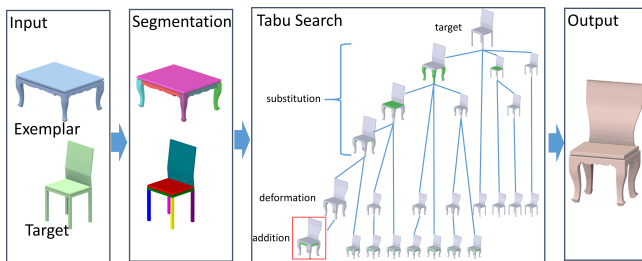 Input
Segmentation
Tabu Search
Output
Exemplar
Target
target
substitution
deformation
addition